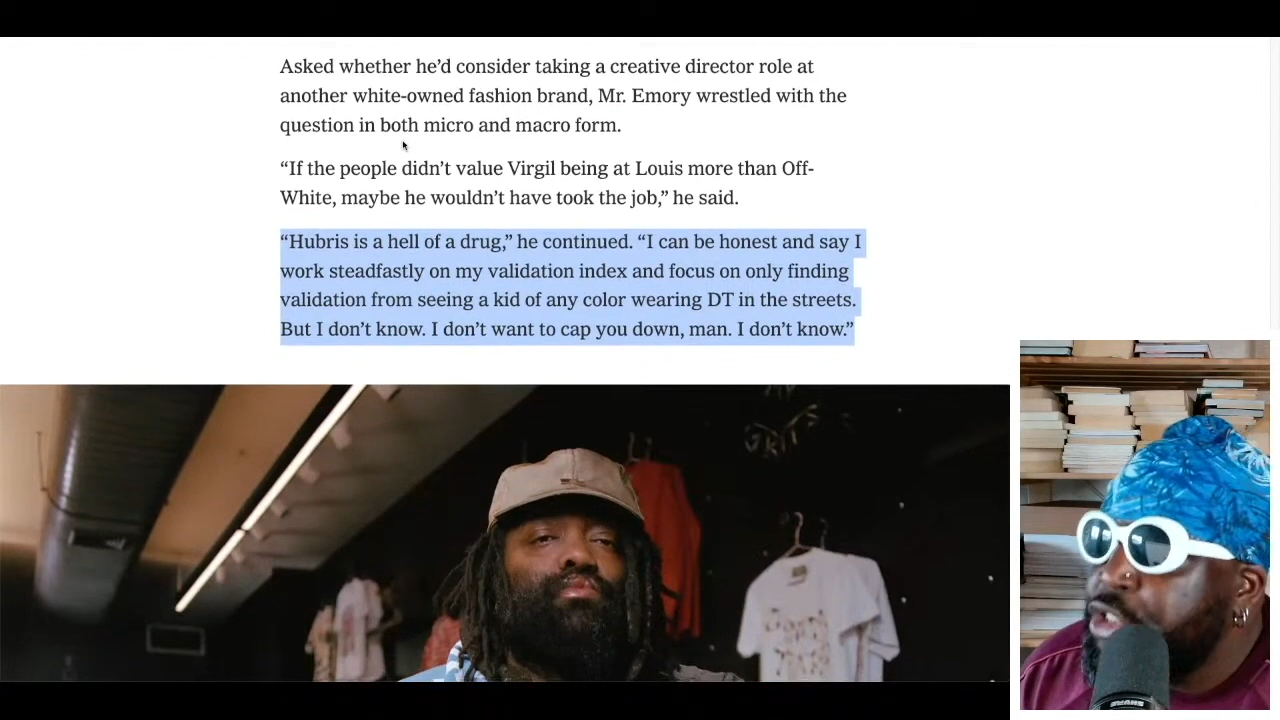 Asked whether he’d consider taking a creative director role at
another white-owned fashion brand, Mr. Emory wrestled with the
question in both micro and macro form.
“If the people didn’t value Virgil being at Louis more than Off-
White, maybe he wouldn’t have took the job,” he said.
“Hubris is a hell of a drug,” he continued. “I can be honest and say I
work steadfastly on my validation index and focus on only finding
validation from seeing a kid of any color wearing DT in the streets.
But I don’t know. I don’t want to cap you down, man. I don’t know.”
GRITS
SHURE